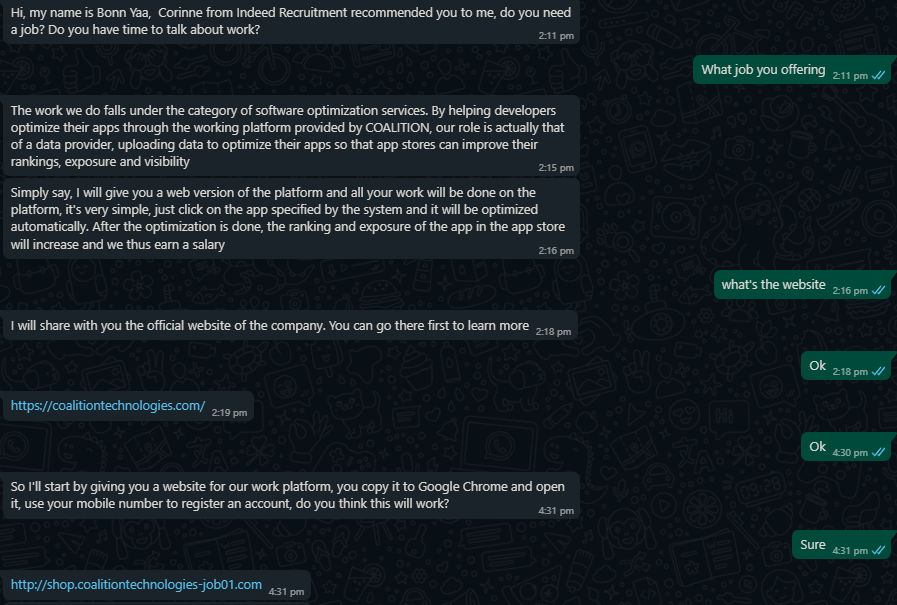 Hi, my name is Bonn Yaa,  Corinne from Indeed Recruitment recommended you to me, do you need
a job? Do you have time to talk about work?
2:11 pm
What job you offering 2:11 pm
The work we do falls under the category of software optimization services. By helping developers
optimize their apps through the working platform provided by COALITION, our role is actually that
of a data provider, uploading data to optimize their apps so that app stores can improve their
rankings, exposure and visibility
2:15 pm
Simply say, I will give you a web version of the platform and all your work will be done on the
platform, it's very simple, just click on the app specified by the system and it will be optimized
automatically. After the optimization is done, the ranking and exposure of the app in the app store
will increase and we thus earn a salary
2:16 pm
what's the website 2:16 pm
I will share with you the official website of the company. You can go there first to learn more 2:18 pm
Ok 2:18 pm
https://coalitiontechnologies.com/ 2:19 pm
Ok 4:30 pm
So I'll start by giving you a website for our work platform, you copy it to Google Chrome and open
it, use your mobile number to register an account, do you think this will work?
4:31 pm
Sure 4:31 pm
http://shop.coalitiontechnologies-job01.com 4:31 pm